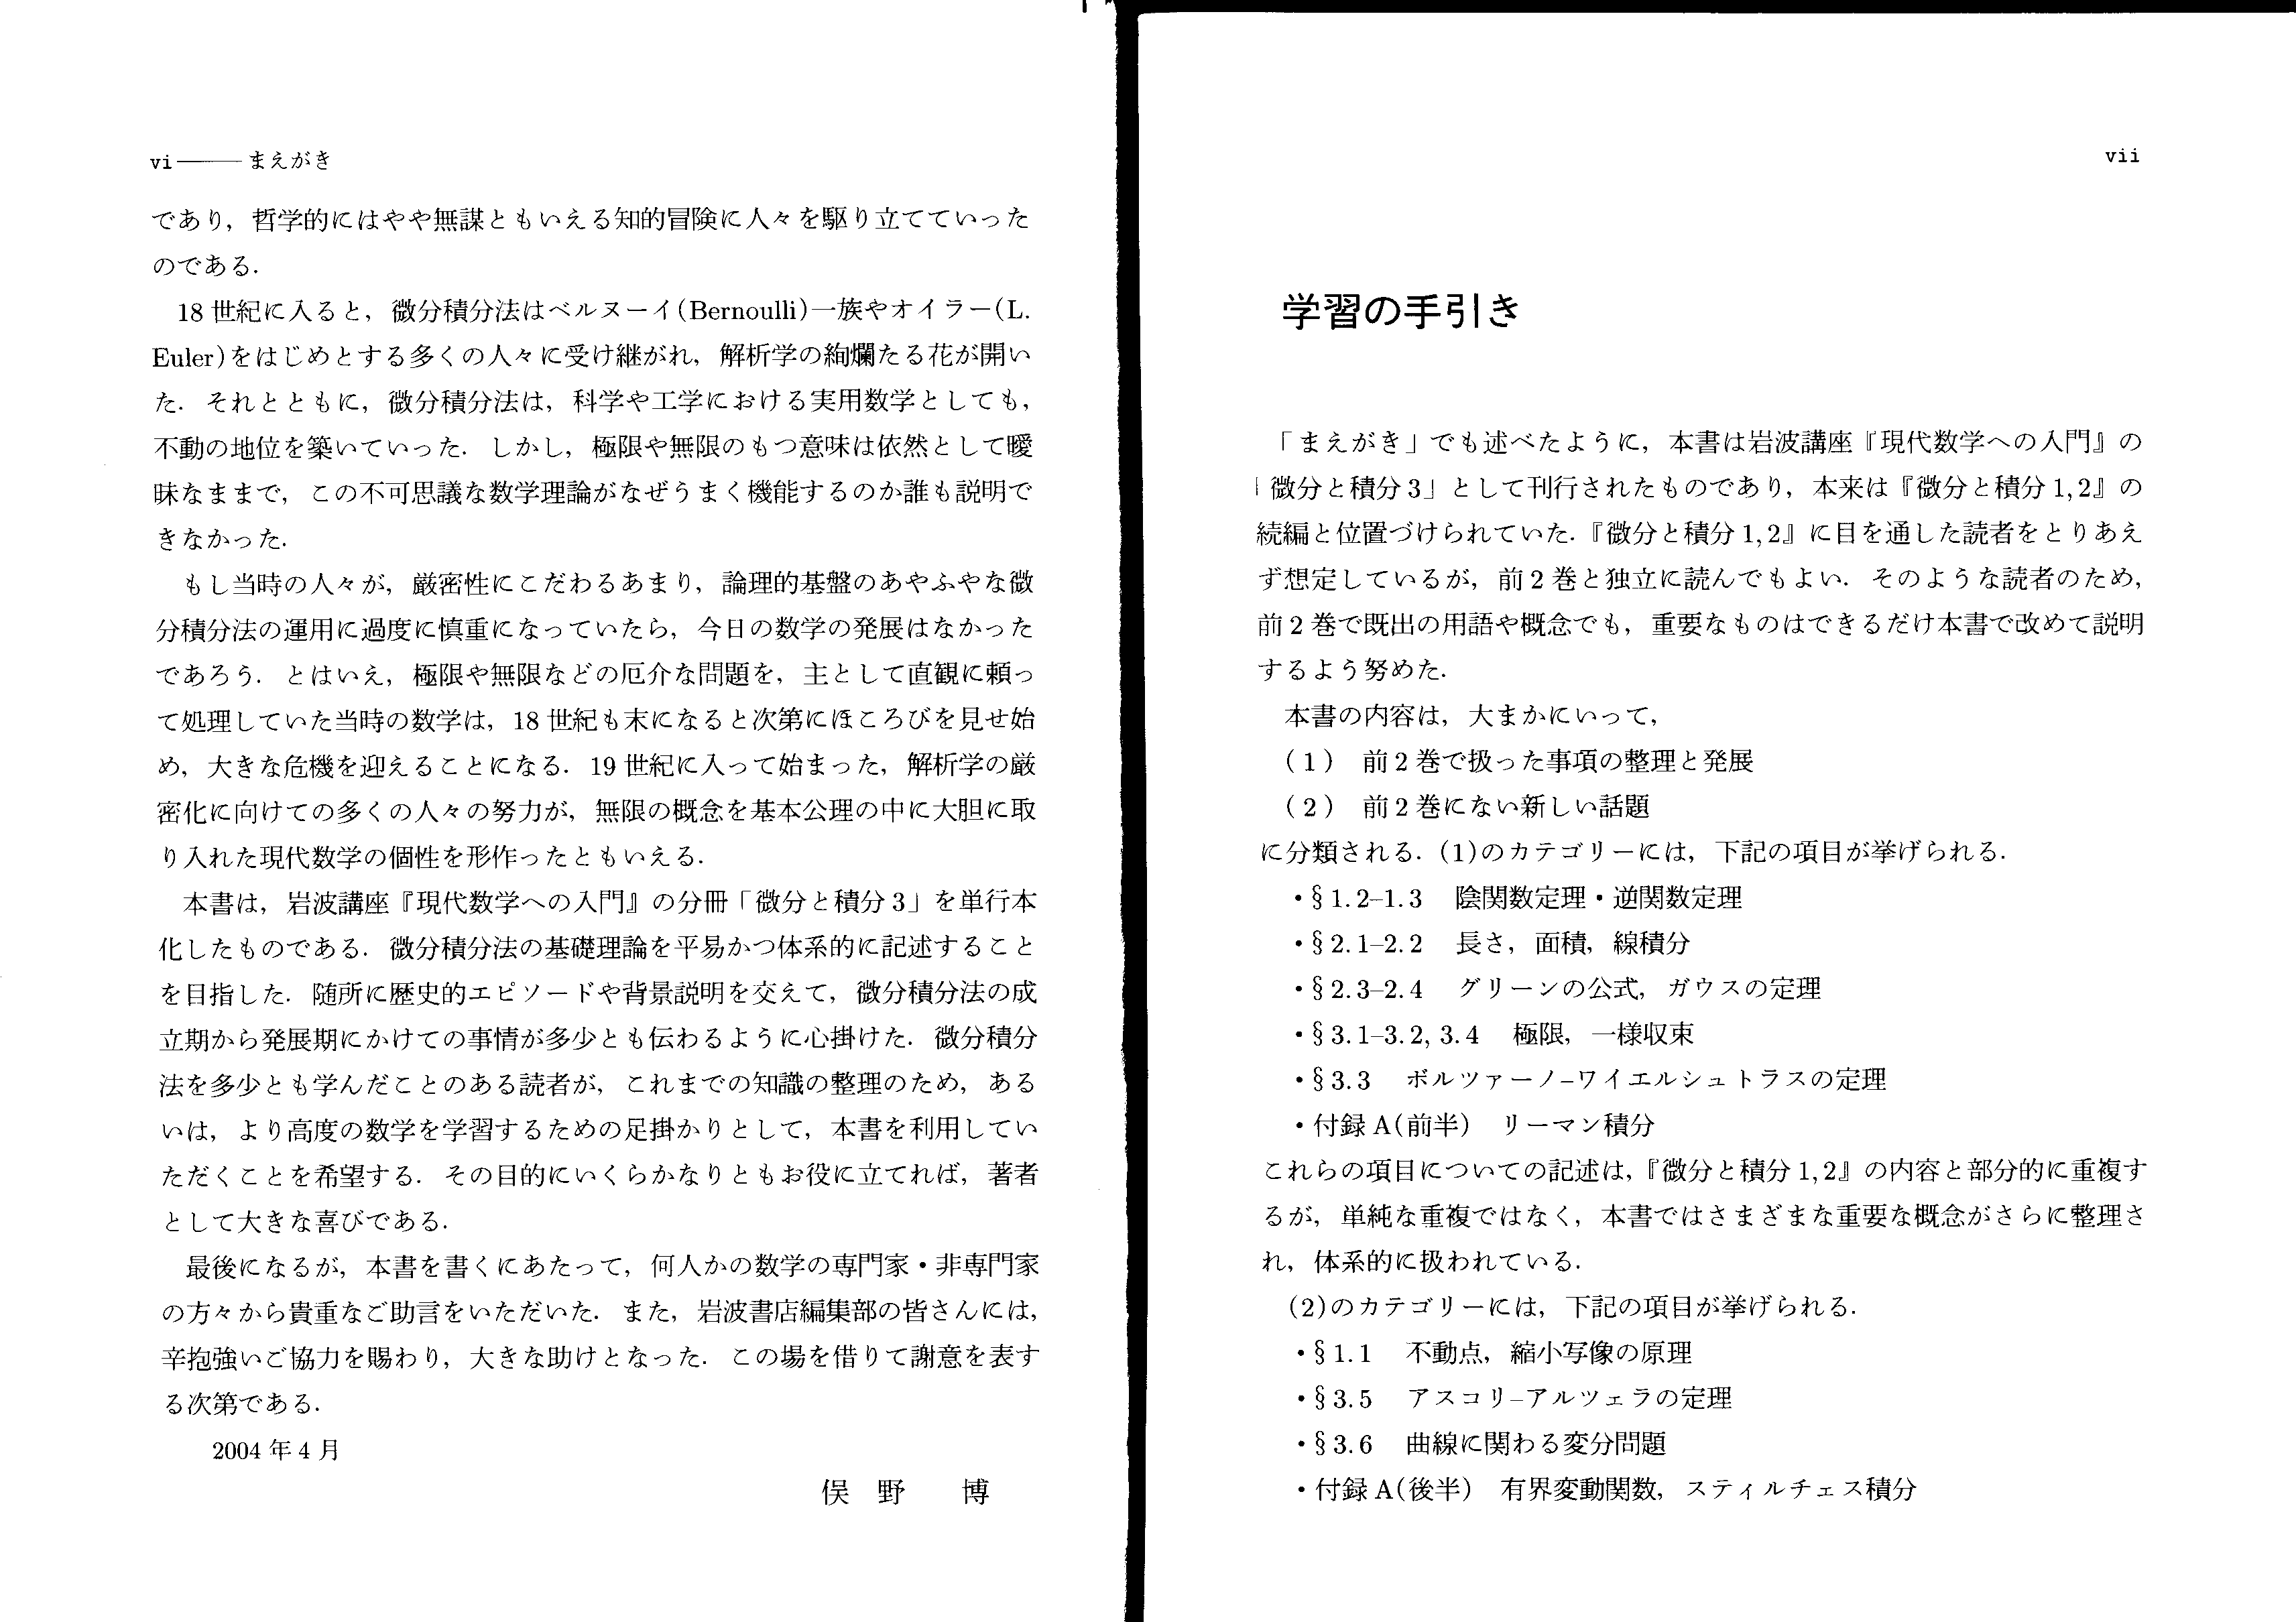 vi――― まえがき
であり，哲学的にはやや無謀ともいえる知的冒険に人々を駆り立てていった
のである．
18世紀に入ると，微分積分法はベルヌーイ(Bernoulli)一族やオイラー(L.
Euler)をはじめとする多くの人々に受け継がれ，解析学の絢爛たる花が開い
た．それとともに，微分積分法は，科学や工学における実用数学としても，
不動の地位を築いていった．しかし，極限や無限のもつ意味は依然として曖
昧なままで，この不可思議な数学理論がなぜうまく機能するのか誰も説明で
きなかった．
もし当時の人々が，厳密性にこだわるあまり，論理的基盤のあやふやな微
分積分法の運用に過度に慎重になっていたら，今日の数学の発展はなかった
であろう．とはいえ，極限や無限などの厄介な問題を，主として直観に頼っ
て処理していた当時の数学は，18世紀も末になると次第にほころびを見せ始
め，大きな危機を迎えることになる．19世紀に入って始まった，解析学の厳
密化に向けての多くの人々の努力が，無限の概念を基本公理の中に大胆に取
り入れた現代数学の個性を形作ったともいえる．
本書は，岩波講座『現代数学への入門』の分冊「微分と積分3」を単行本
化したものである．微分積分法の基礎理論を平易かつ体系的に記述すること
を目指した．随所に歴史的エピソードや背景説明を交えて，微分積分法の成
立期から発展期にかけての事情が多少とも伝わるように心掛けた．微分積分
法を多少とも学んだことのある読者が，これまでの知識の整理のため，ある
いは，より高度の数学を学習するための足掛かりとして，本書を利用してい
ただくことを希望する．その目的にいくらかなりともお役に立てれば，著者
として大きな喜びである．
最後になるが，本書を書くにあたって，何人かの数学の専門家・非専門家
の方々から貴重なご助言をいただいた．また，岩波書店編集部の皆さんには，
辛抱強いご協力を賜わり，大きな助けとなった．この場を借りて謝意を表す
る次第である．
2004年4月
俣野 博
vii
学習の手引き
「まえがき」でも述べたように，本書は岩波講座『現代数学への入門』の
「微分と積分3」として刊行されたものであり，本来は『微分と積分1,2』の
続編と位置づけられていた．『微分と積分1,2』に目を通した読者をとりあえ
ず想定しているが，前2巻と独立に読んでもよい．そのような読者のため，
前2巻で既出の用語や概念でも，重要なものはできるだけ本書で改めて説明
するよう努めた．
本書の内容は，大まかにいって，
(1) 前2巻で扱った事項の整理と発展
(2) 前2巻にない新しい話題
に分類される．(1)のカテゴリーには，下記の項目が挙げられる．
・§1.2–1.3 陰関数定理・逆関数定理
・§2.1–2.2 長さ，面積，線積分
・§2.3–2.4 グリーンの公式，ガウスの定理
・§3.1–3.2, 3.4 極限，一様収束
・§3.3 ボルツァーノ–ワイエルシュトラスの定理
・付録A(前半) リーマン積分
これらの項目についての記述は，『微分と積分1,2』の内容と部分的に重複す
るが，単純な重複ではなく，本書ではさまざまな重要な概念がさらに整理さ
れ，体系的に扱われている．
(2)のカテゴリーには，下記の項目が挙げられる．
・§1.1 不動点，縮小写像の原理
・§3.5 アスコリ–アルツェラの定理
・§3.6 曲線に関わる変分問題
・付録A(後半) 有界変動関数，スティルチェス積分